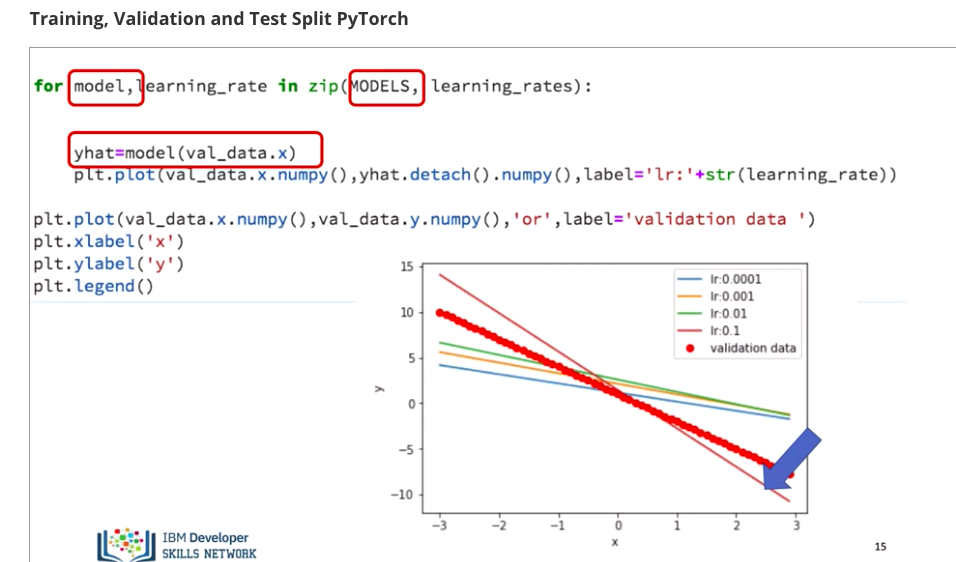 Training, Validation and Test Split PyTorch
for model,learning_rate in zip(MODELS, learning_rates):
yhat=model(val_data.x)
plt.plot(val_data.x.numpy(),yhat.detach().numpy(),label='lr:'+str(learning_rate))
plt.plot(val_data.x.numpy(),val_data.y.numpy(),'or',label='validation data ')
plt.xlabel('x')
plt.ylabel('y')
plt.legend()
15
10
5
0
−5
−10
y
lr:0.0001
lr:0.001
lr:0.01
lr:0.1
validation data
−3 −2 −1 0 1 2 3
x
IBM Developer
SKILLS NETWORK
15